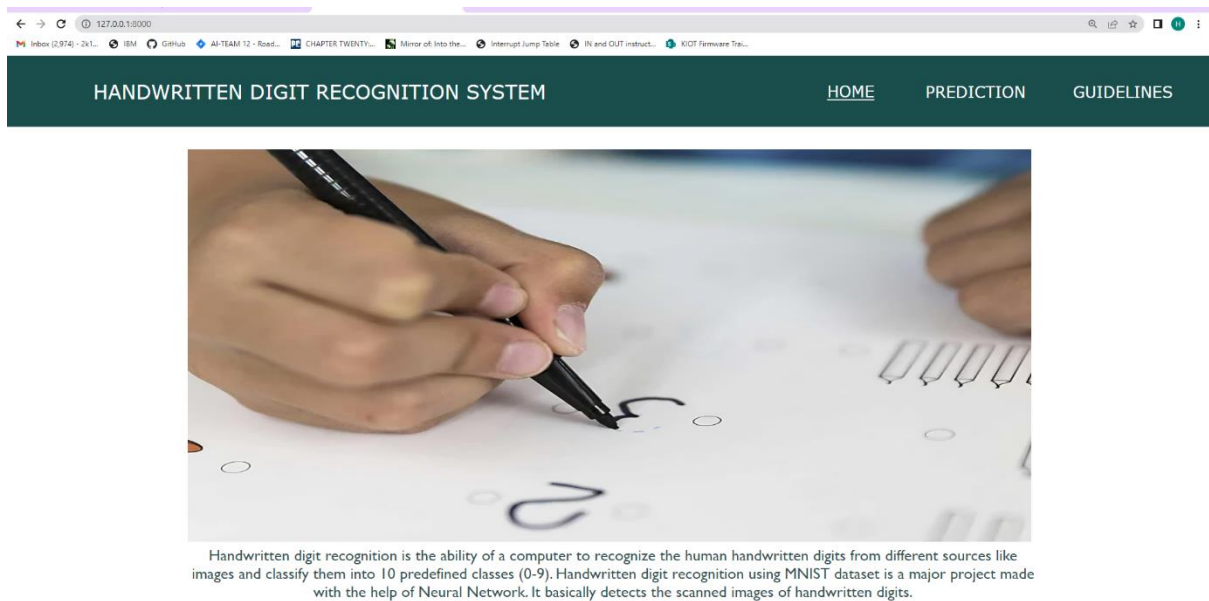 127.0.0.1:8000
Inbox (2,974) - 2k1... IBM GitHub AI-TEAM 12 - Road... CHAPTER TWENTY:... Mirror of: Into the... Interrupt Jump Table IN and OUT instruct... KIOT Firmware Trai...
HANDWRITTEN DIGIT RECOGNITION SYSTEM HOME PREDICTION GUIDELINES
3
2
Handwritten digit recognition is the ability of a computer to recognize the human handwritten digits from different sources like
images and classify them into 10 predefined classes (0-9). Handwritten digit recognition using MNIST dataset is a major project made
with the help of Neural Network. It basically detects the scanned images of handwritten digits.